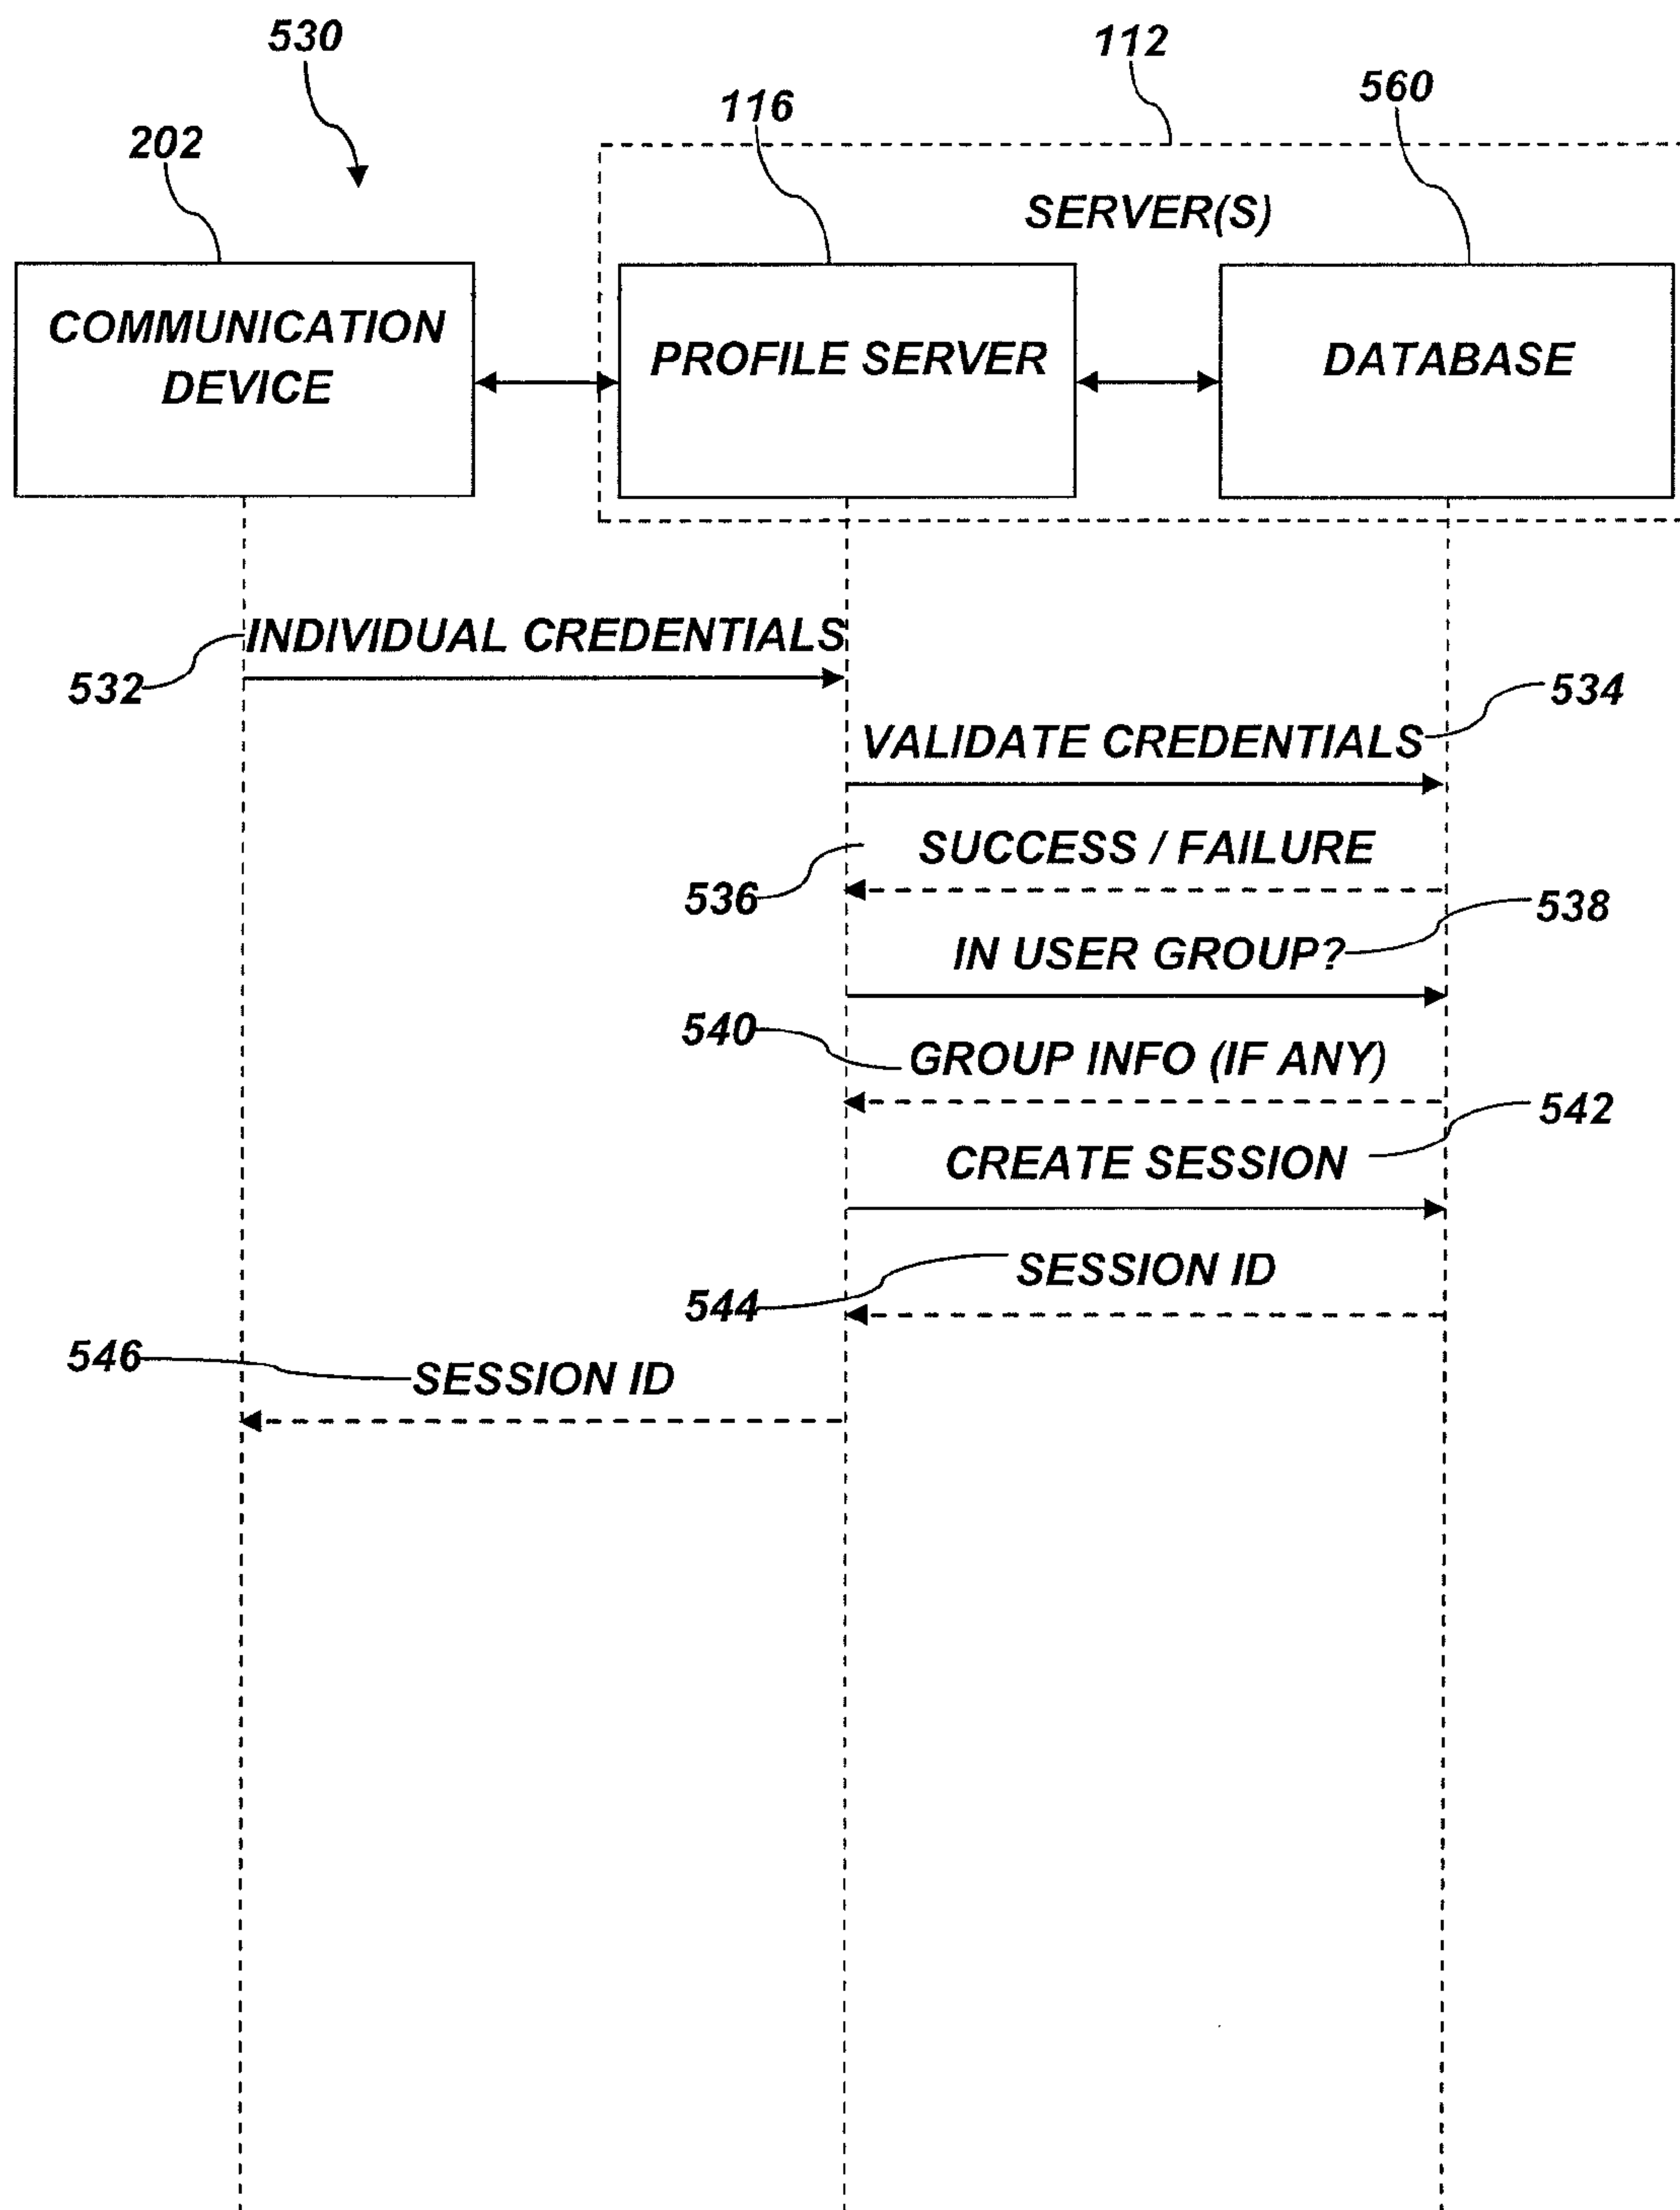 530
112
116
560
202
SERVER(S)
COMMUNICATION
DEVICE
PROFILE SERVER
DATABASE
INDIVIDUAL CREDENTIALS
532
534
VALIDATE CREDENTIALS
SUCCESS / FAILURE
536
538
IN USER GROUP?
540
GROUP INFO (IF ANY)
542
CREATE SESSION
SESSION ID
544
546
SESSION ID